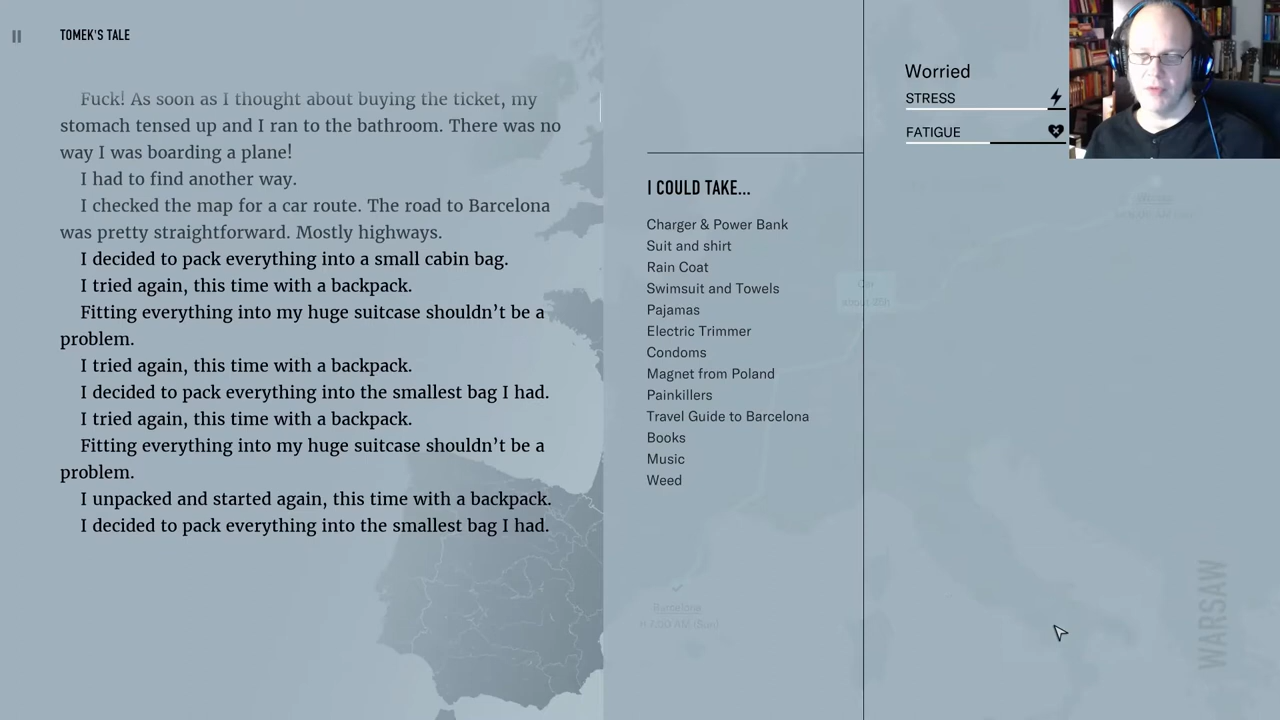 TOMEK'S TALE
Fuck! As soon as I thought about buying the ticket, my
stomach tensed up and I ran to the bathroom. There was no
way I was boarding a plane!
I had to find another way.
I checked the map for a car route. The road to Barcelona
was pretty straightforward. Mostly highways.
I decided to pack everything into a small cabin bag.
I tried again, this time with a backpack.
Fitting everything into my huge suitcase shouldn’t be a
problem.
I tried again, this time with a backpack.
I decided to pack everything into the smallest bag I had.
I tried again, this time with a backpack.
Fitting everything into my huge suitcase shouldn’t be a
problem.
I unpacked and started again, this time with a backpack.
I decided to pack everything into the smallest bag I had.
I COULD TAKE...
Charger & Power Bank
Suit and shirt
Rain Coat
Swimsuit and Towels
Pajamas
Electric Trimmer
Condoms
Magnet from Poland
Painkillers
Travel Guide to Barcelona
Books
Music
Weed
Worried
STRESS
FATIGUE
Car
Barcelona
WARSAW